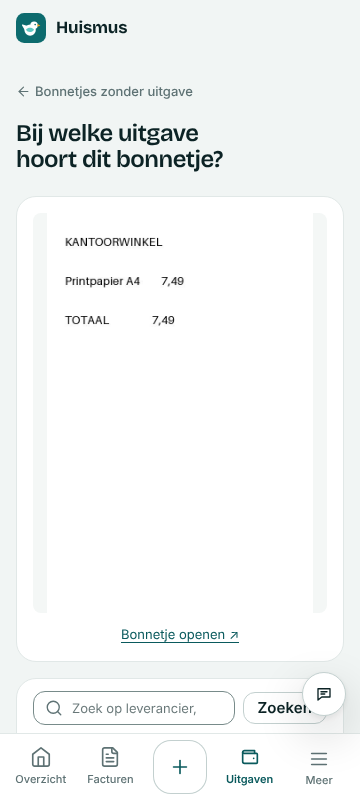 Huismus
← Bonnetjes zonder uitgave
Bij welke uitgave
hoort dit bonnetje?
KANTOORWINKEL
Printpapier A4 7,49
TOTAAL 7,49
Bonnetje openen ↗
Zoek op leverancier,
Overzicht
Facturen
+
Uitgaven
Meer